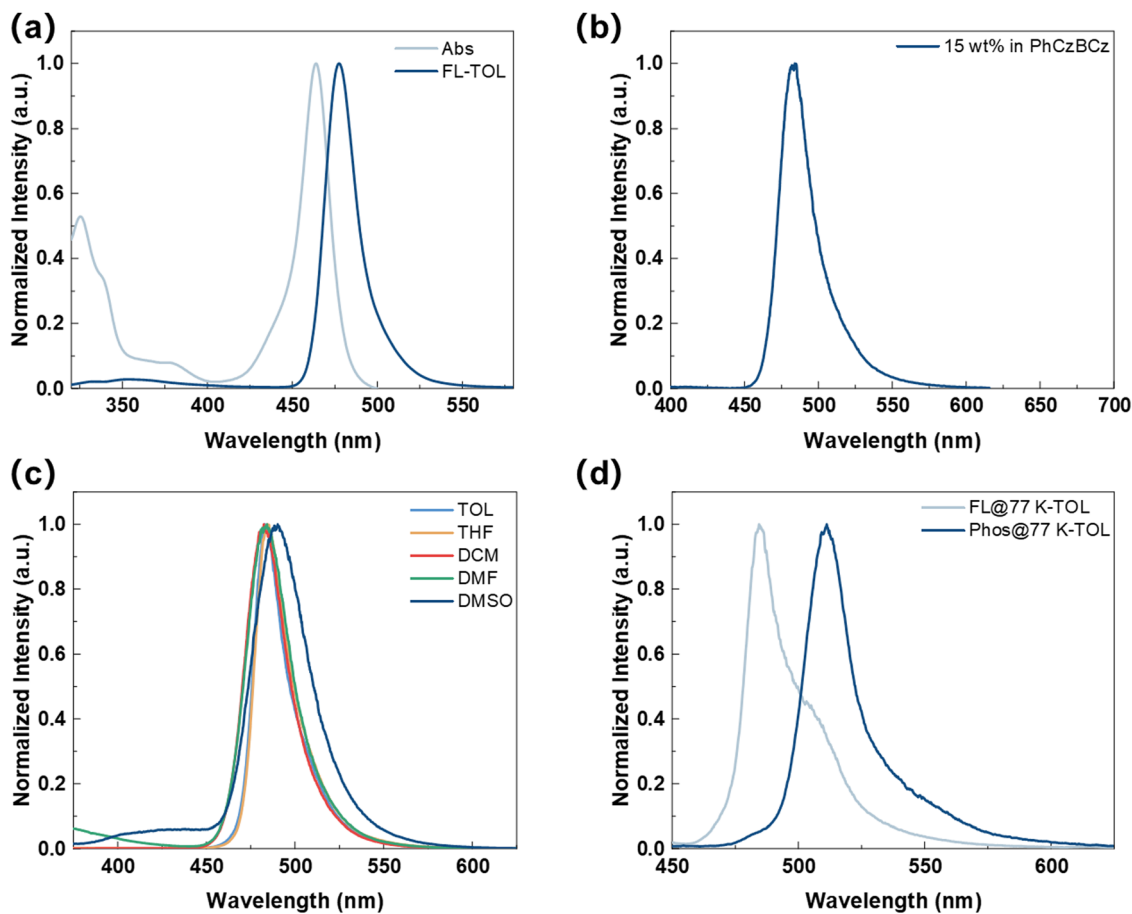 (a)
Abs
FL-TOL
Normalized Intensity (a.u.)
1.0
0.8
0.6
0.4
0.2
0.0
350 400 450 500 550
Wavelength (nm)
(b)
15 wt% in PhCzBCz
Normalized Intensity (a.u.)
1.0
0.8
0.6
0.4
0.2
0.0
400 450 500 550 600 650 700
Wavelength (nm)
(c)
TOL
THF
DCM
DMF
DMSO
Normalized Intensity (a.u.)
1.0
0.8
0.6
0.4
0.2
0.0
400 450 500 550 600
Wavelength (nm)
(d)
FL@77 K-TOL
Phos@77 K-TOL
Normalized Intensity (a.u.)
1.0
0.8
0.6
0.4
0.2
0.0
450 500 550 600
Wavelength (nm)